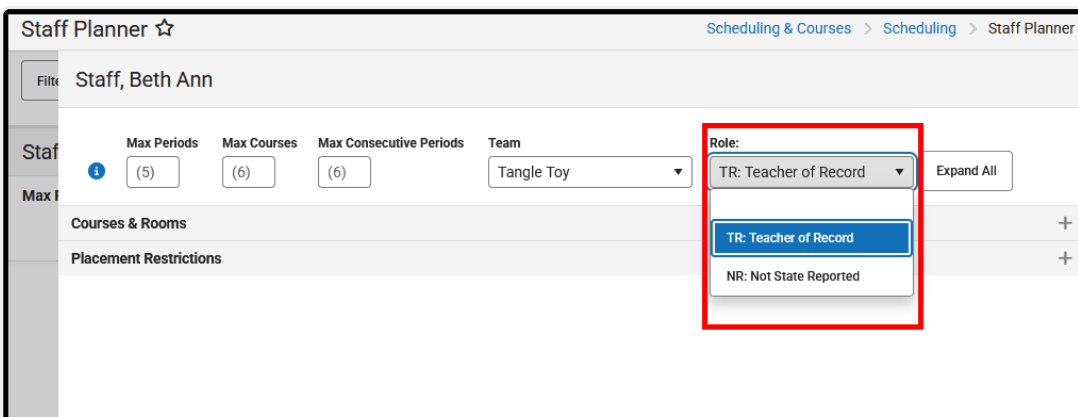 Staff Planner ☆
Scheduling & Courses > Scheduling > Staff Planner
Filte
Staff, Beth Ann
Staf
Max Periods
Max Courses
Max Consecutive Periods
Team
Role:
(5)
(6)
(6)
Tangle Toy
TR: Teacher of Record
Expand All
Courses & Rooms
TR: Teacher of Record
Placement Restrictions
NR: Not State Reported